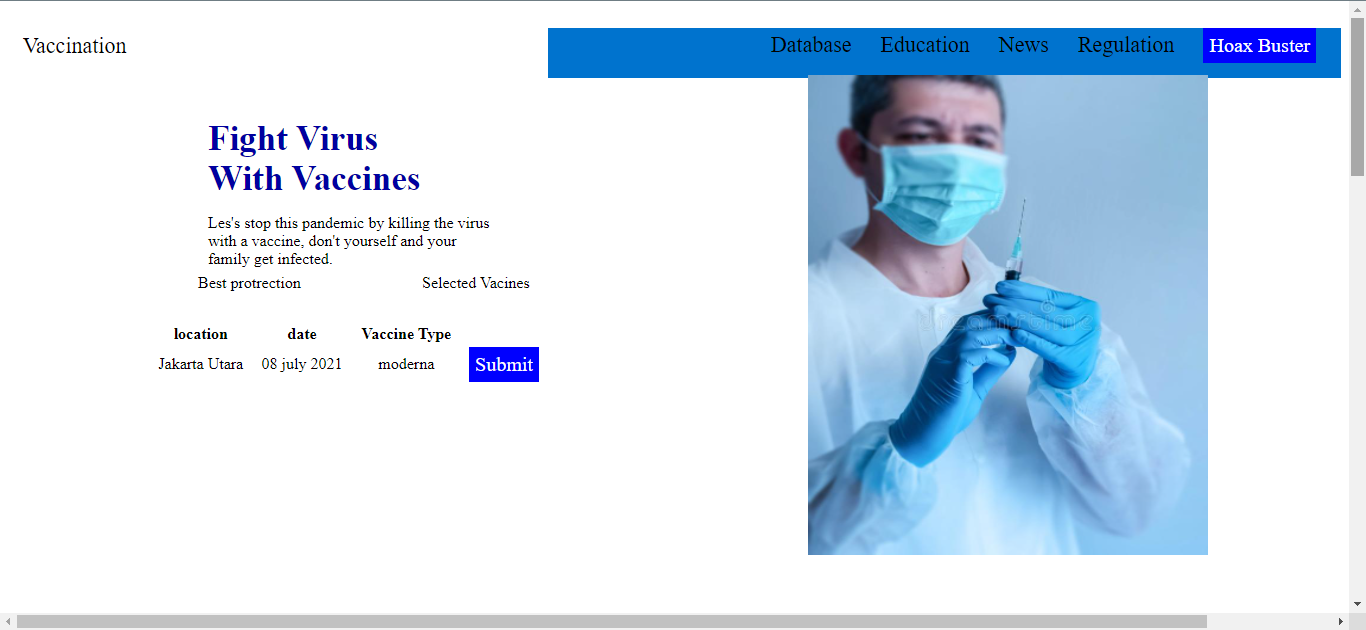 Vaccination
Database Education News Regulation Hoax Buster
Fight Virus
With Vaccines
Les's stop this pandemic by killing the virus
with a vaccine, don't yourself and your
family get infected.
Best protrection Selected Vacines
location date Vaccine Type
Jakarta Utara 08 july 2021 moderna Submit